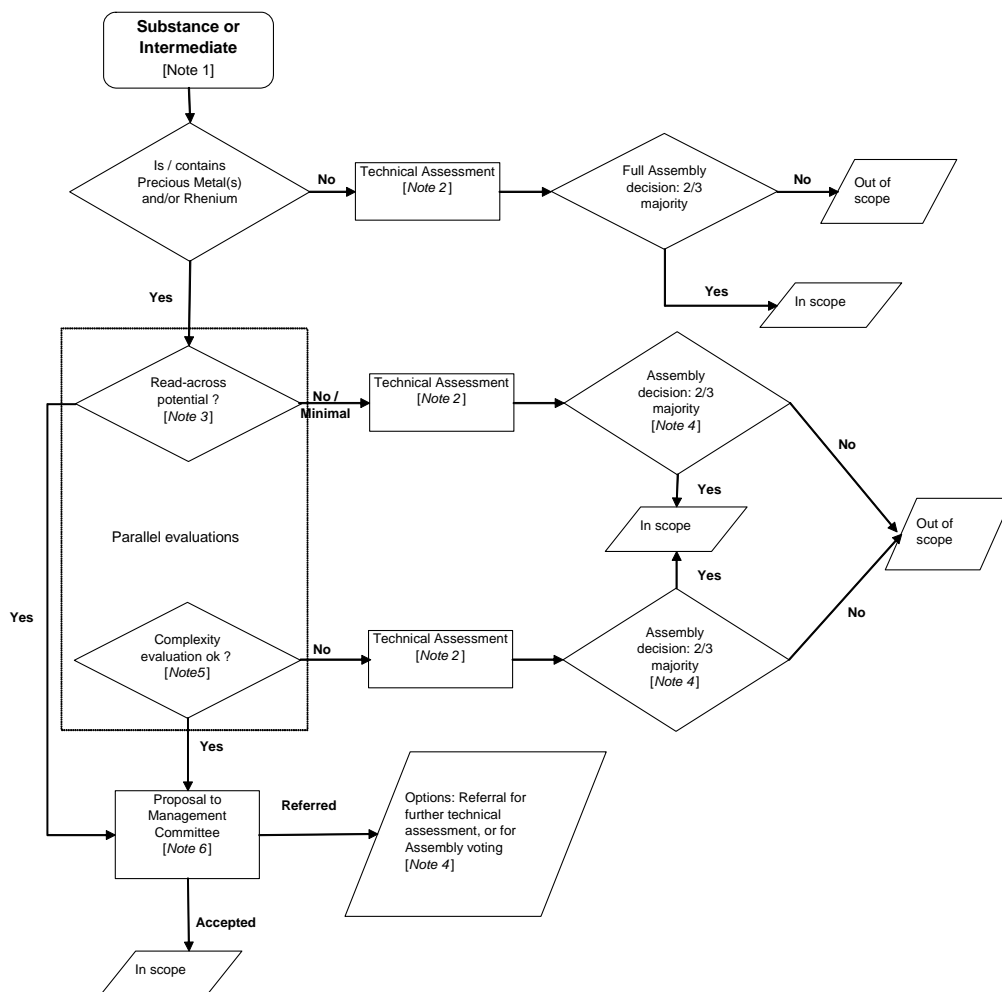 Substance or
Intermediate
[Note 1]
Is / contains
Precious Metal(s)
and/or Rhenium
No
Technical Assessment
[Note 2]
Full Assembly
decision: 2/3
majority
No
Out of
scope
Yes
Yes
In scope
Read-across
potential ?
[Note 3]
No /
Minimal
Technical Assessment
[Note 2]
Assembly
decision: 2/3
majority
[Note 4]
No
Yes
In scope
Out of
scope
Parallel evaluations
Yes
Yes
No
Complexity
evaluation ok ?
[Note5]
No
Technical Assessment
[Note 2]
Assembly
decision: 2/3
majority
[Note 4]
Yes
Proposal to
Management
Committee
[Note 6]
Referred
Options: Referral for
further technical
assessment, or for
Assembly voting
[Note 4]
Accepted
In scope